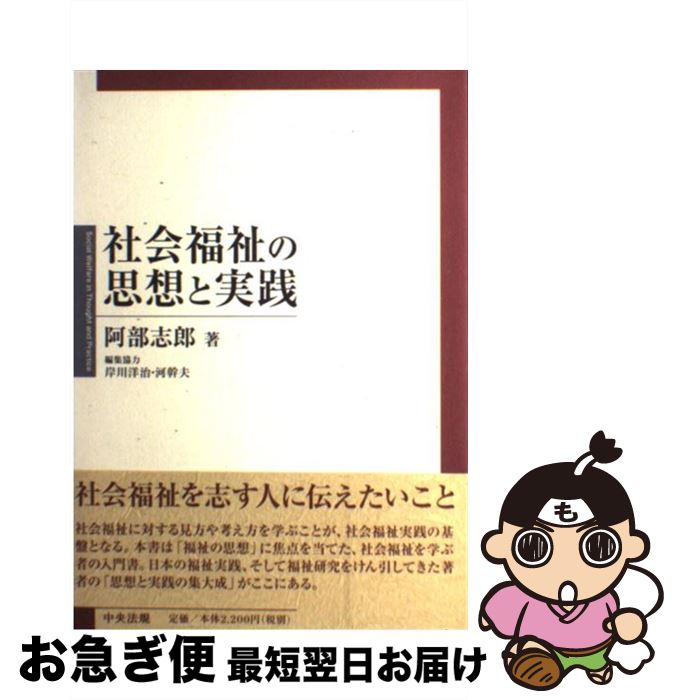 社会福祉の
思想と実践
Social Welfare in Thought and Practice
阿部志郎 著
編集協力
岸川洋治・河幹夫
社会福祉を志す人に伝えたいこと
社会福祉に対する見方や考え方を学ぶことが、社会福祉実践の基
盤となる。本書は「福祉の思想」に焦点を当てた、社会福祉を学ぶ
者の入門書。日本の福祉実践、そして福祉研究をけん引してきた著
者の「思想と実践の集大成」がここにある。
中央法規 定価／本体2,200円(税別)
も
お急ぎ便 最短翌日お届け